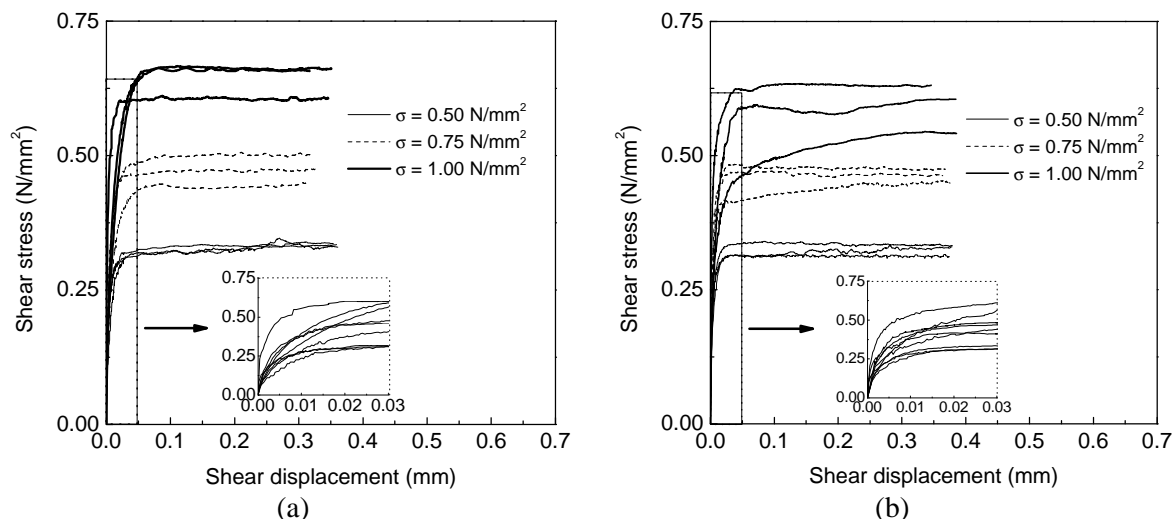 0.75
0.50
0.25
0.00
Shear stress (N/mm²)
σ = 0.50 N/mm²
σ = 0.75 N/mm²
σ = 1.00 N/mm²
0.75
0.50
0.25
0.00
0.00 0.01 0.02 0.03
0.0 0.1 0.2 0.3 0.4 0.5 0.6 0.7
Shear displacement (mm)
(a)
0.75
0.50
0.25
0.00
Shear stress (N/mm²)
σ = 0.50 N/mm²
σ = 0.75 N/mm²
σ = 1.00 N/mm²
0.75
0.50
0.25
0.00
0.00 0.01 0.02 0.03
0.0 0.1 0.2 0.3 0.4 0.5 0.6 0.7
Shear displacement (mm)
(b)